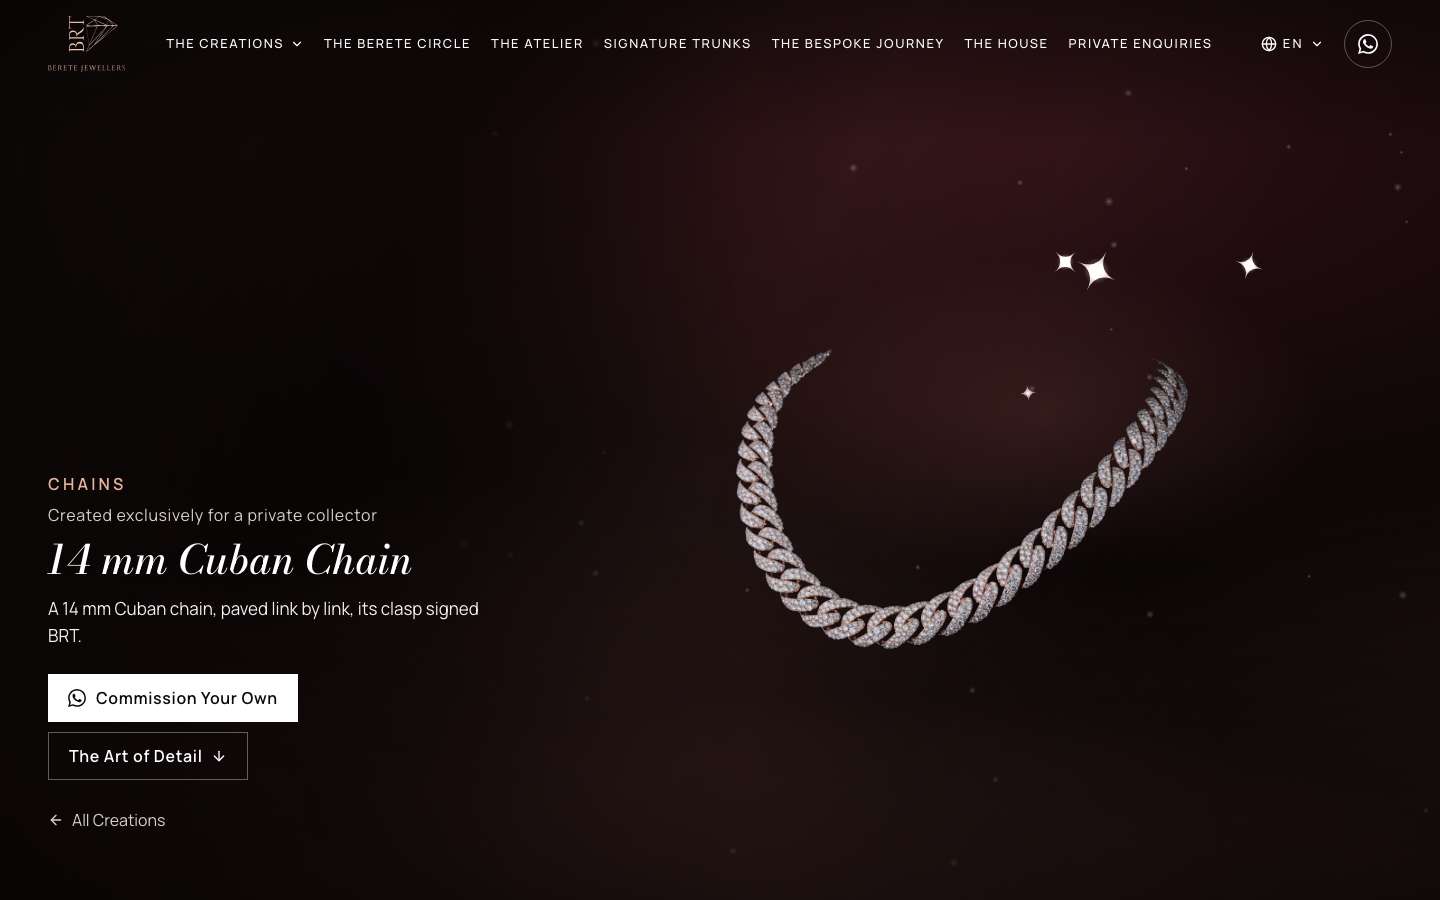 BRT
BERETE JEWELLERS
THE CREATIONS
THE BERETE CIRCLE
THE ATELIER
SIGNATURE TRUNKS
THE BESPOKE JOURNEY
THE HOUSE
PRIVATE ENQUIRIES
EN
CHAINS
Created exclusively for a private collector
14 mm Cuban Chain
A 14 mm Cuban chain, paved link by link, its clasp signed
BRT.
Commission Your Own
The Art of Detail
All Creations